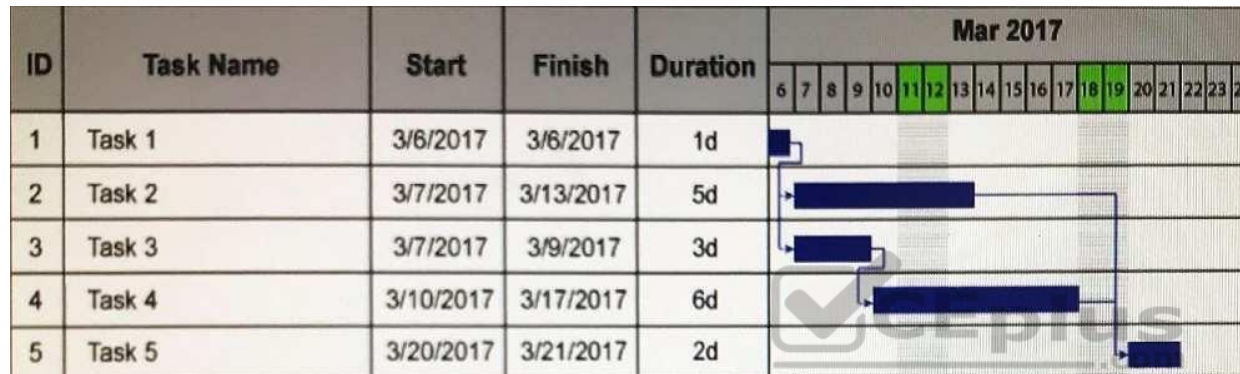 Mar 2017
ID Task Name Start Finish Duration
6 7 8 9 10 11 12 13 14 15 16 17 18 19 20 21 22 23 2
1 Task 1 3/6/2017 3/6/2017 1d
2 Task 2 3/7/2017 3/13/2017 5d
3 Task 3 3/7/2017 3/9/2017 3d
4 Task 4 3/10/2017 3/17/2017 6d
CEplus
5 Task 5 3/20/2017 3/21/2017 2d
.com